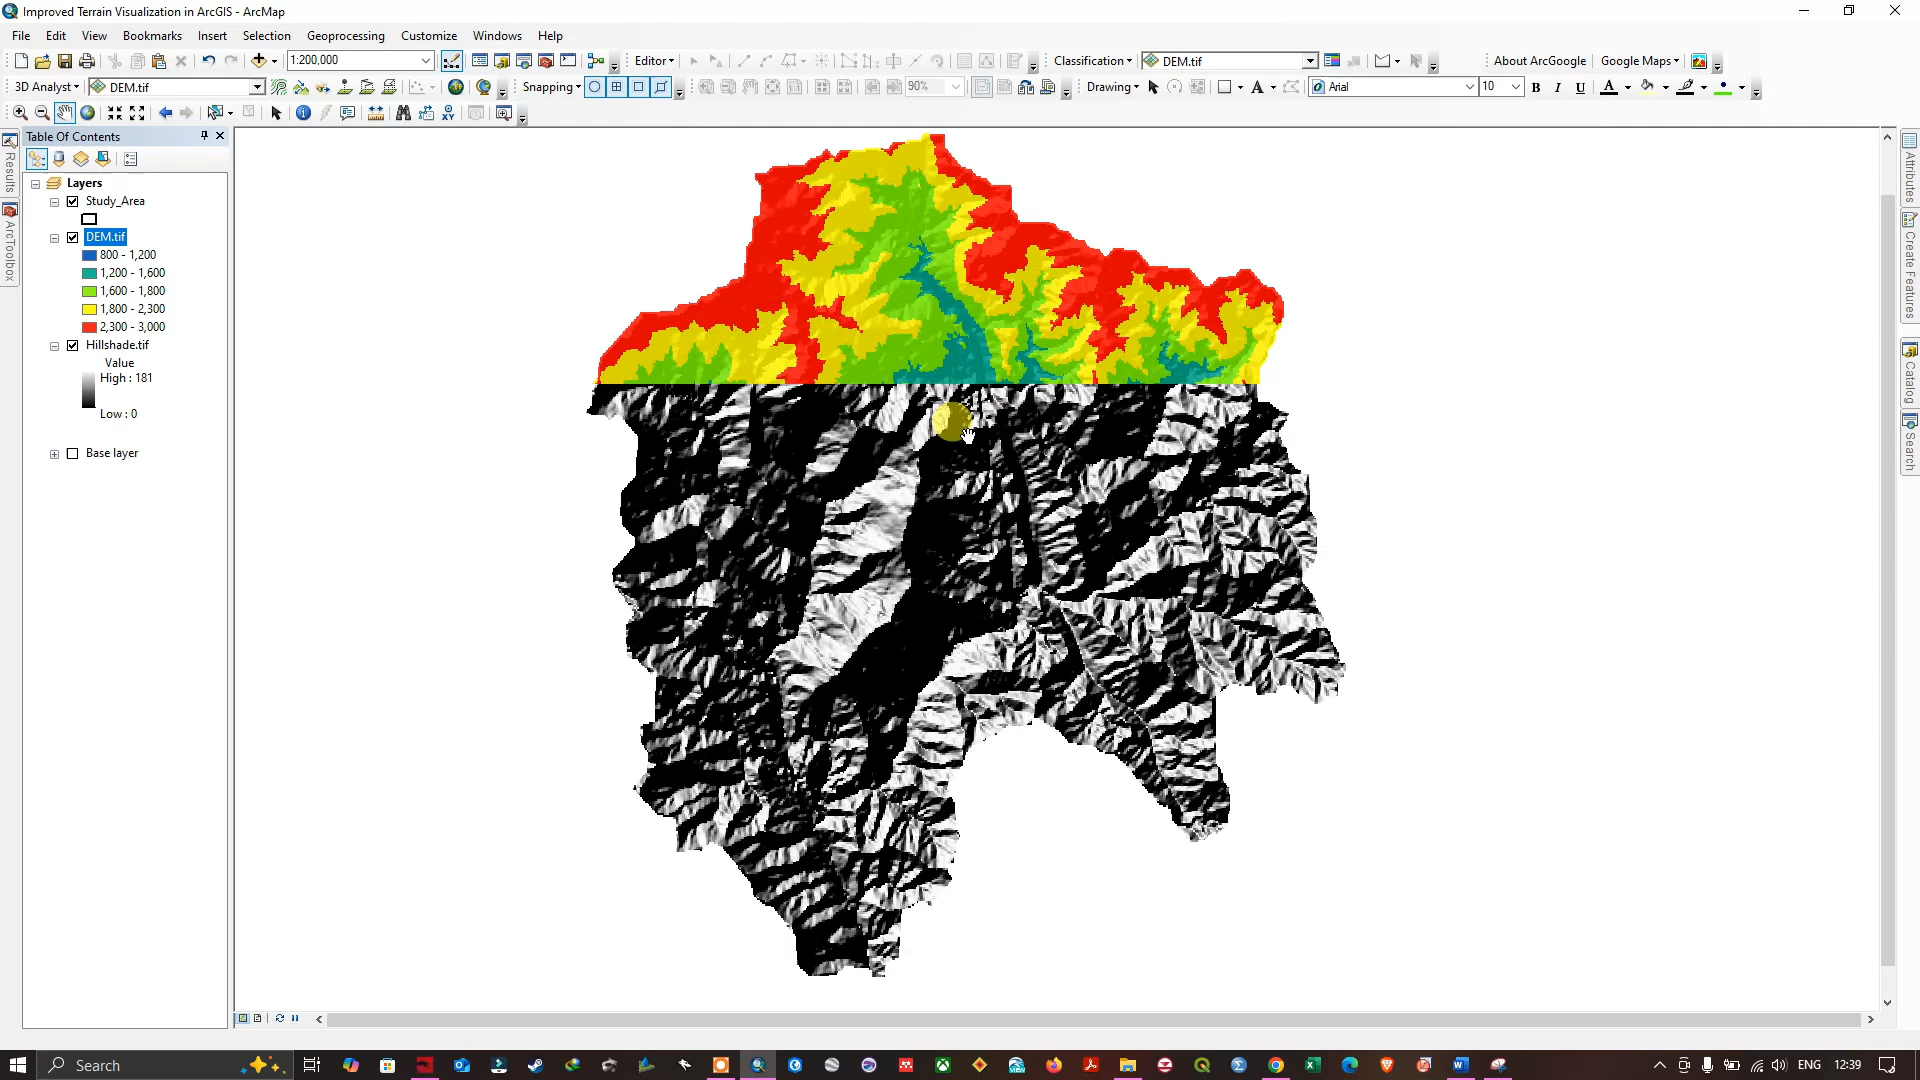 Improved Terrain Visualization in ArcGIS - ArcMap
File Edit View Bookmarks Insert Selection Geoprocessing Customize Windows Help
1:200,000 Editor Classification DEM.tif About ArcGoogle Google Maps
3D Analyst DEM.tif Snapping 90% Drawing A Arial 10 B I U A
Table Of Contents
Results
ArcToolbox
Layers
Study_Area
DEM.tif
800 - 1,200
1,200 - 1,600
1,600 - 1,800
1,800 - 2,300
2,300 - 3,000
Hillshade.tif
Value
High : 181
Low : 0
Base layer
Attributes
Create Features
Catalog
Search
Search ENG 12:39